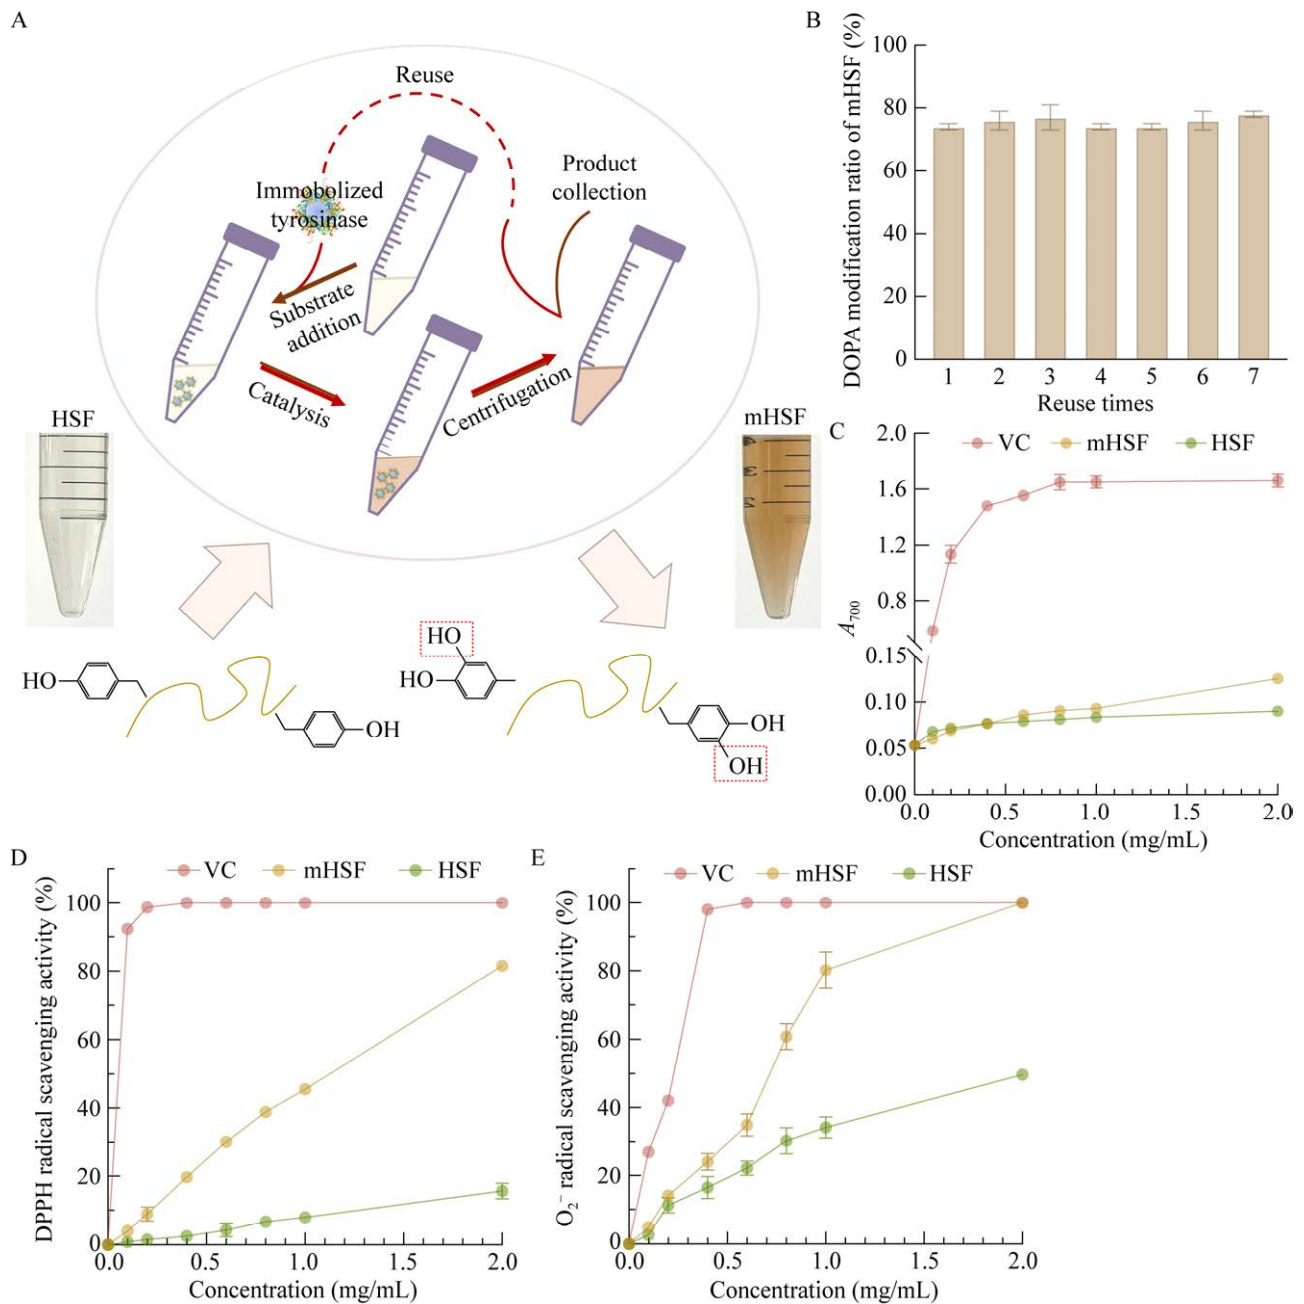 A
Reuse
Immobolized
tyrosinase
Product
collection
Substrate
addition
Catalysis
Centrifugation
HSF
mHSF
HO
OH
HO
HO
OH
OH
B
DOPA modification ratio of mHSF (%)
100
80
60
40
20
0
1 2 3 4 5 6 7
Reuse times
C
VC mHSF HSF
A₇₀₀
2.0
1.6
1.2
0.8
0.15
0.10
0.05
0.00
0.0 0.5 1.0 1.5 2.0
Concentration (mg/mL)
D
VC mHSF HSF
DPPH radical scavenging activity (%)
100
80
60
40
20
0
0.0 0.5 1.0 1.5 2.0
Concentration (mg/mL)
E
VC mHSF HSF
O₂⁻ radical scavenging activity (%)
100
80
60
40
20
0
0.0 0.5 1.0 1.5 2.0
Concentration (mg/mL)